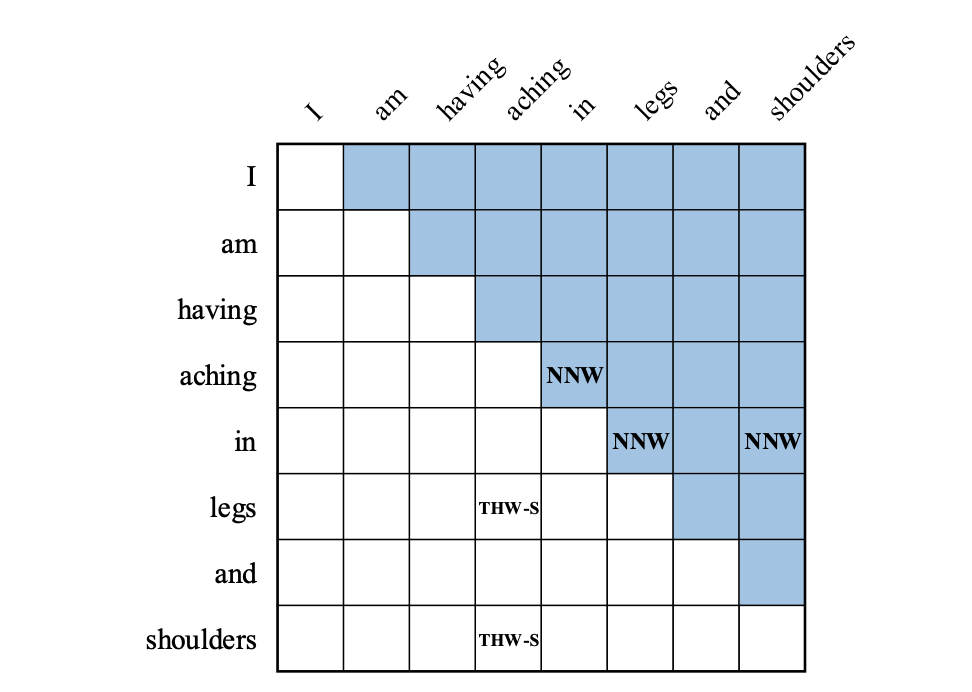 I am having aching in legs and shoulders
I
am
having
aching NNW
in NNW NNW
legs THW-S
and
shoulders THW-S